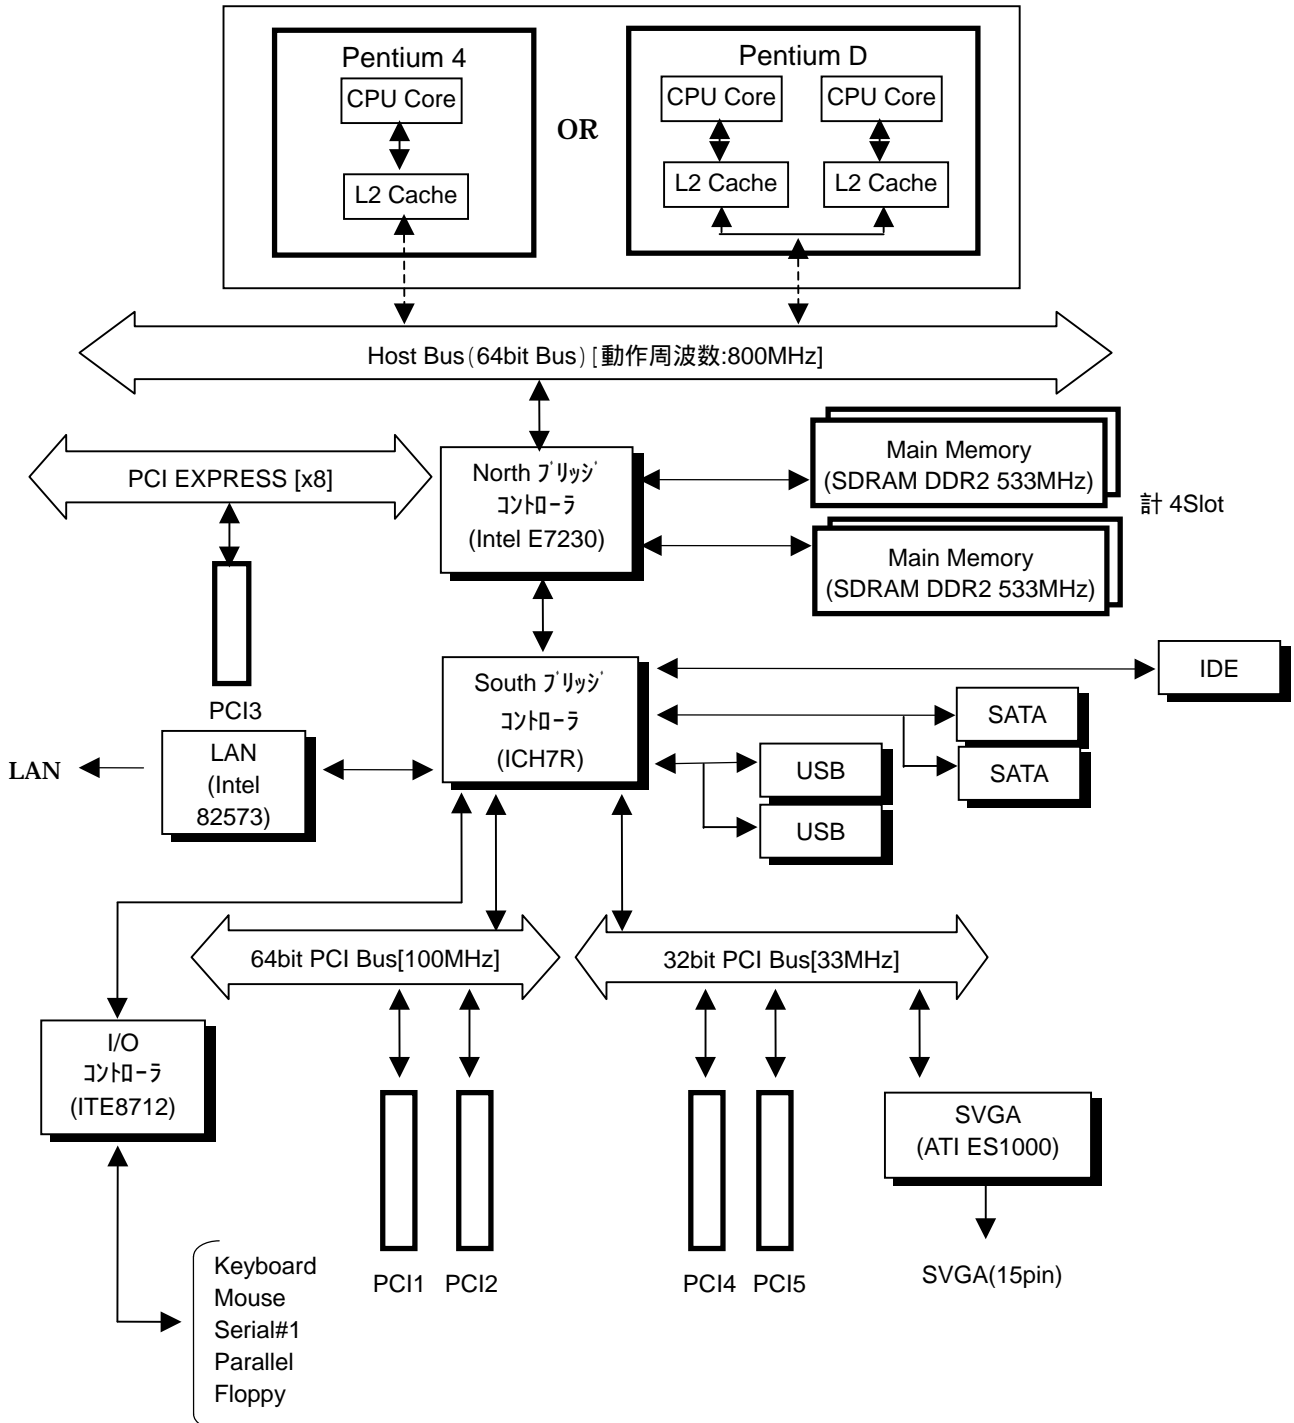 Pentium 4
CPU Core
L2 Cache
OR
Pentium D
CPU Core
CPU Core
L2 Cache
L2 Cache
Host Bus(64bit Bus) [動作周波数:800MHz]
PCI EXPRESS [x8]
North ﾌﾞﾘｯｼﾞ
ｺﾝﾄﾛｰﾗ
(Intel E7230)
Main Memory
(SDRAM DDR2 533MHz)
計 4Slot
Main Memory
(SDRAM DDR2 533MHz)
PCI3
South ﾌﾞﾘｯｼﾞ
ｺﾝﾄﾛｰﾗ
(ICH7R)
IDE
SATA
SATA
USB
USB
LAN
LAN
(Intel
82573)
64bit PCI Bus[100MHz]
32bit PCI Bus[33MHz]
I/O
ｺﾝﾄﾛｰﾗ
(ITE8712)
SVGA
(ATI ES1000)
PCI1
PCI2
PCI4
PCI5
SVGA(15pin)
Keyboard
Mouse
Serial#1
Parallel
Floppy